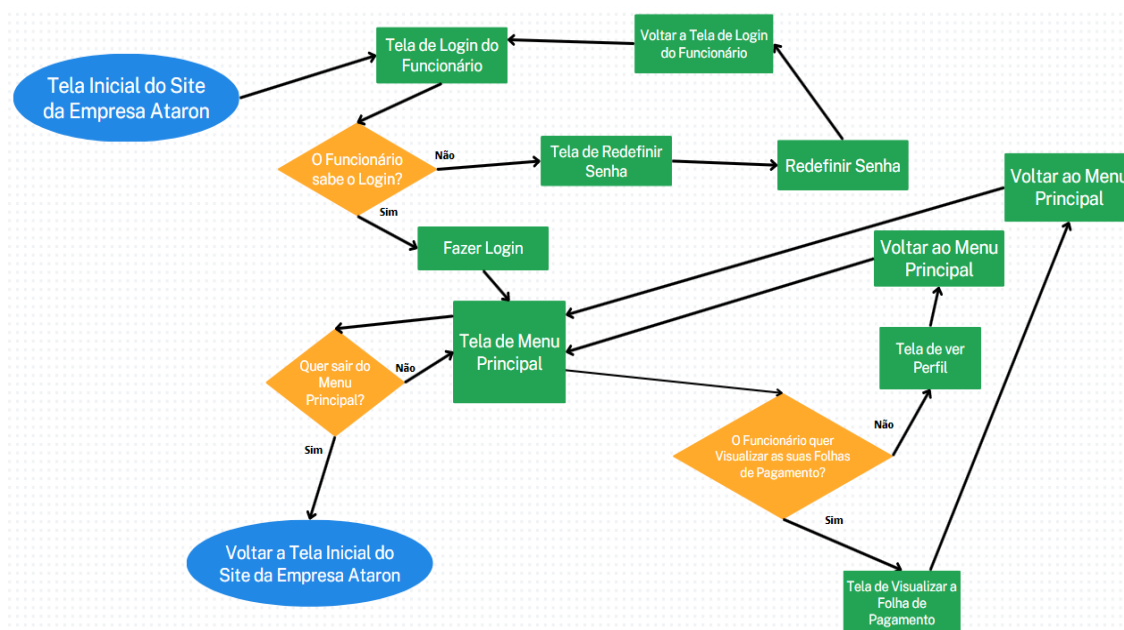 Tela Inicial do Site
da Empresa Ataron
Tela de Login do
Funcionário
Voltar a Tela de Login
do Funcionário
O Funcionário
sabe o Login?
Não
Tela de Redefinir
Senha
Redefinir Senha
Voltar ao Menu
Principal
Sim
Fazer Login
Voltar ao Menu
Principal
Tela de Menu
Principal
Quer sair do
Menu
Principal?
Não
Tela de ver
Perfil
Sim
O Funcionário quer
Visualizar as suas Folhas
de Pagamento?
Não
Sim
Voltar a Tela Inicial do
Site da Empresa Ataron
Tela de Visualizar a
Folha de
Pagamento